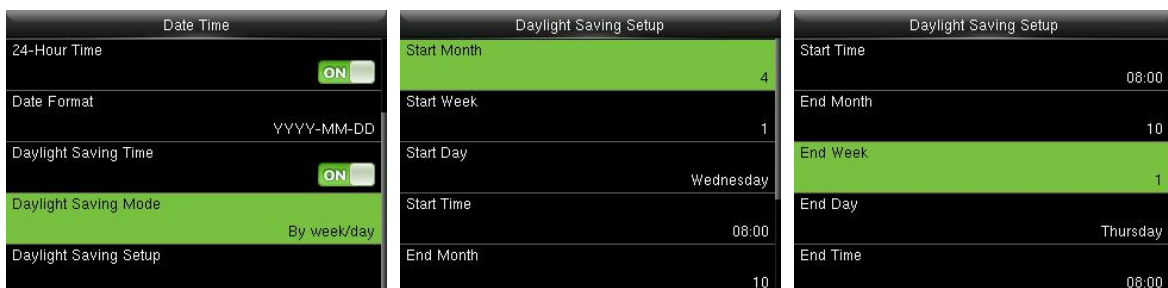 Date Time
24-Hour Time
ON
Date Format
YYYY-MM-DD
Daylight Saving Time
ON
Daylight Saving Mode
By week/day
Daylight Saving Setup
Daylight Saving Setup
Start Month
4
Start Week
1
Start Day
Wednesday
Start Time
08:00
End Month
10
Daylight Saving Setup
Start Time
08:00
End Month
10
End Week
1
End Day
Thursday
End Time
08:00